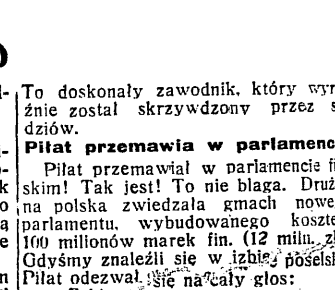 To doskonały zawodnik, który wyr
źnie został skrzywdzony przez s
dziów.
Piłat przemawia w parlamenc
Piłat przemawiał w parlamencie fi
skim! Tak jest! To nie blaga. Druż
na polska zwiedzała gmach nowe
parlamentu, wybudowanego koszte
100 milionów marek fin. (12 miln. zł
Gdyśmy znaleźli się w izbie poselsk
Piłat odezwał się na cały głos: